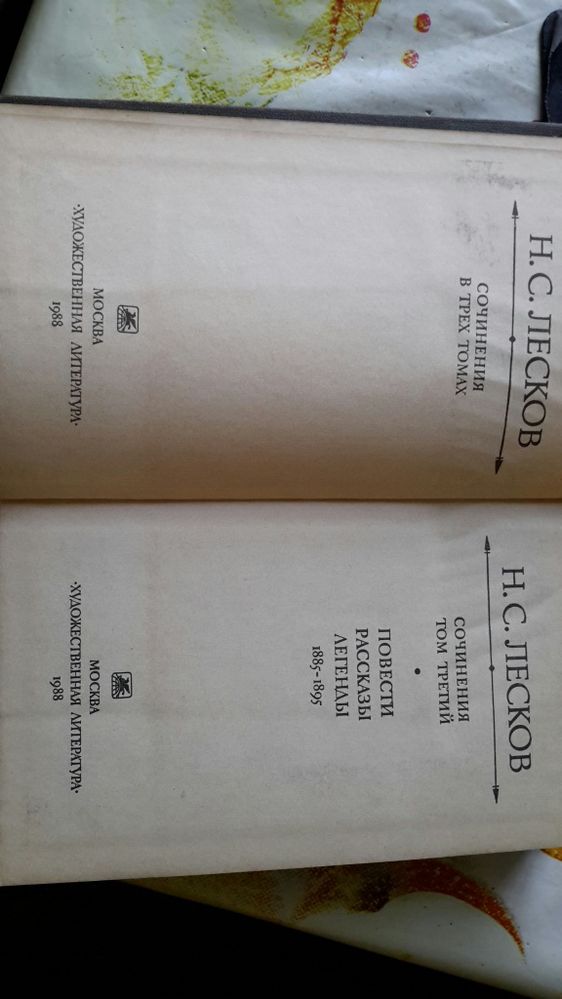 Н. С. ЛЕСКОВ
СОЧИНЕНИЯ
В ТРЕХ ТОМАХ
МОСКВА
·ХУДОЖЕСТВЕННАЯ ЛИТЕРАТУРА·
1988
Н. С. ЛЕСКОВ
СОЧИНЕНИЯ
ТОМ ТРЕТИЙ
•
ПОВЕСТИ
РАССКАЗЫ
ЛЕГЕНДЫ
1885-1895
МОСКВА
·ХУДОЖЕСТВЕННАЯ ЛИТЕРАТУРА·
1988